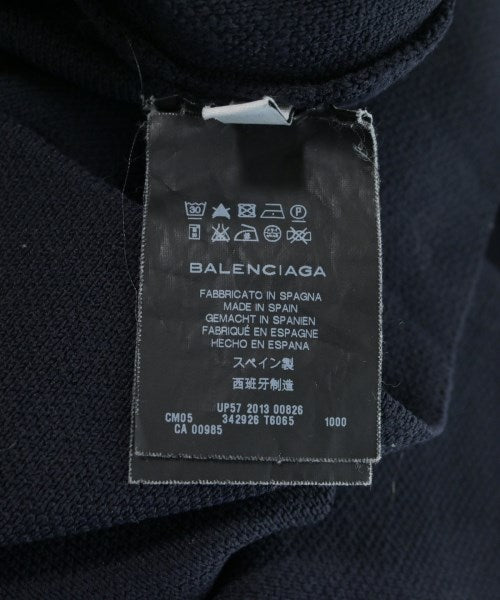 30 P
BALENCIAGA
FABBRICATO IN SPAGNA
MADE IN SPAIN
GEMACHT IN SPANIEN
FABRIQUÉ EN ESPAGNE
HECHO EN ESPANA
スペイン製
西班牙制造
UP57 2013 00826
CM05 342926 T6065 1000
CA 00985